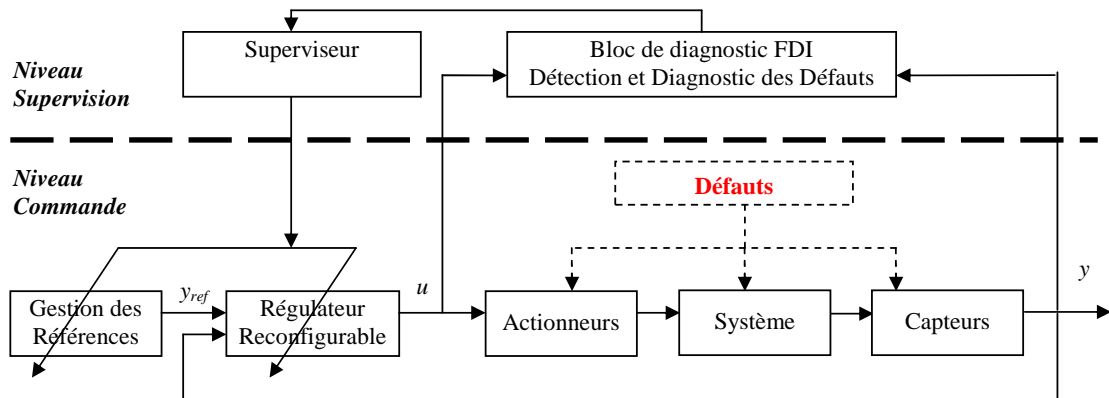 Superviseur
Bloc de diagnostic FDI
Détection et Diagnostic des Défauts
Niveau
Supervision
Niveau
Commande
Défauts
y
y_ref
u
Gestion des
Références
Régulateur
Reconfigurable
Actionneurs
Système
Capteurs